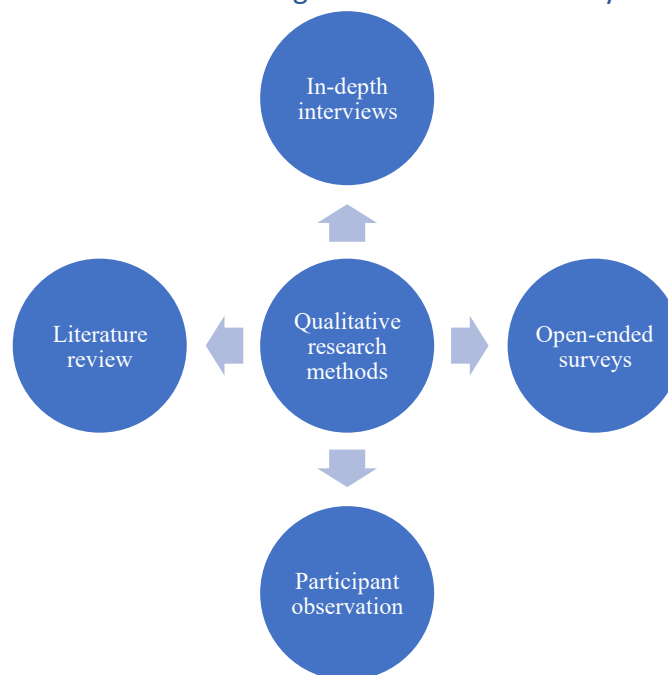 In-depth
interviews
Literature
review
Qualitative
research
methods
Open-ended
surveys
Participant
observation